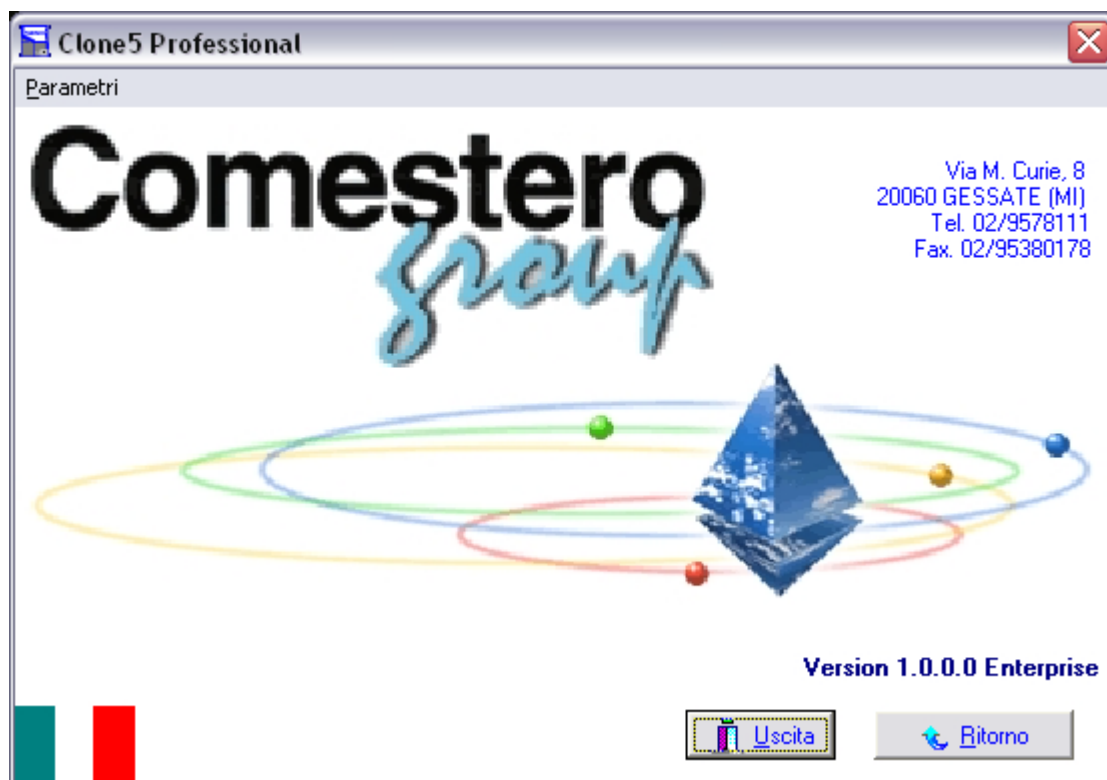 Clone5 Professional
Parametri
Comestero
group
Via M. Curie, 8
20060 GESSATE (MI)
Tel. 02/9578111
Fax. 02/95380178
Version 1.0.0.0 Enterprise
Uscita
Ritorno